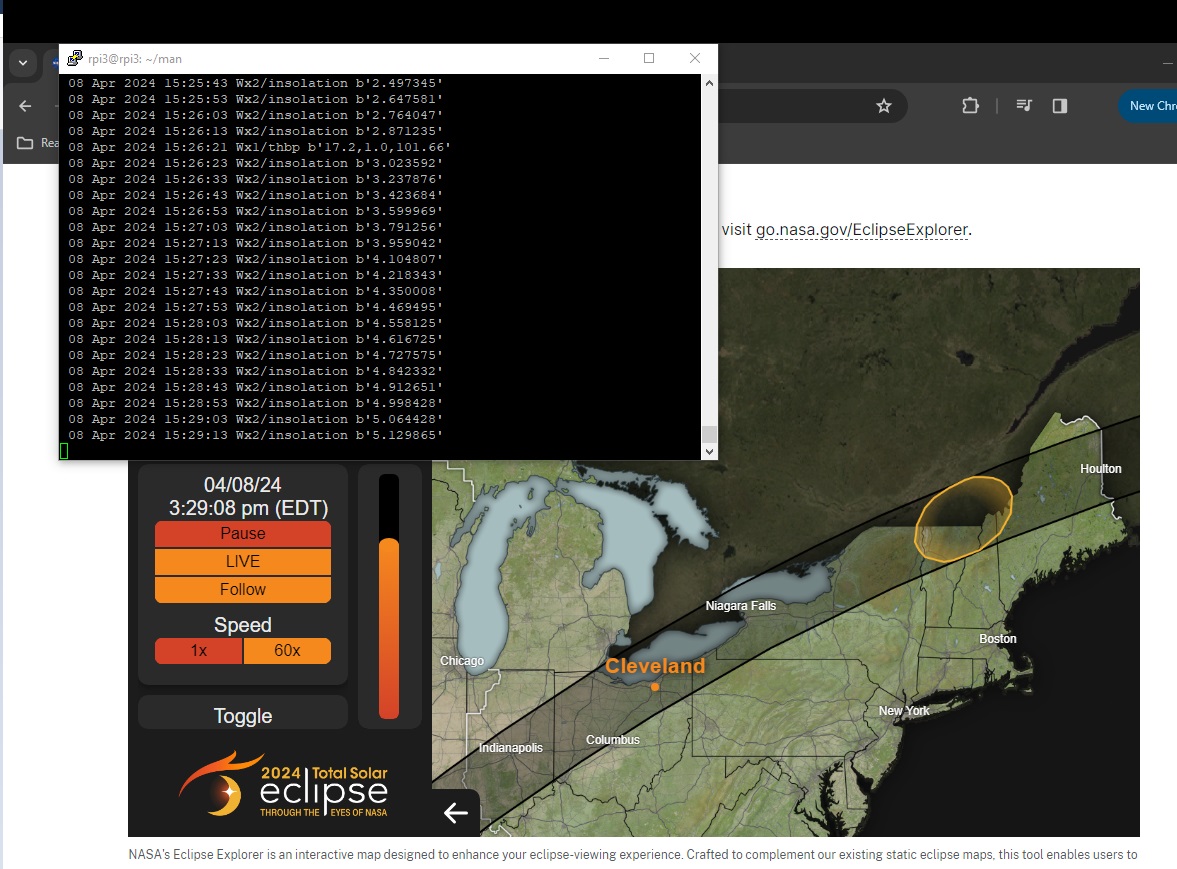 rpi3@rpi3: ~/man
08 Apr 2024 15:25:43 Wx2/insolation b'2.497345'
08 Apr 2024 15:25:53 Wx2/insolation b'2.647581'
08 Apr 2024 15:26:03 Wx2/insolation b'2.764047'
08 Apr 2024 15:26:13 Wx2/insolation b'2.871235'
08 Apr 2024 15:26:21 Wx1/thbp b'17.2,1.0,101.66'
08 Apr 2024 15:26:23 Wx2/insolation b'3.023592'
08 Apr 2024 15:26:33 Wx2/insolation b'3.237876'
08 Apr 2024 15:26:43 Wx2/insolation b'3.423684'
08 Apr 2024 15:26:53 Wx2/insolation b'3.599969'
08 Apr 2024 15:27:03 Wx2/insolation b'3.791256'
08 Apr 2024 15:27:13 Wx2/insolation b'3.959042'
08 Apr 2024 15:27:23 Wx2/insolation b'4.104807'
08 Apr 2024 15:27:33 Wx2/insolation b'4.218343'
08 Apr 2024 15:27:43 Wx2/insolation b'4.350008'
08 Apr 2024 15:27:53 Wx2/insolation b'4.469495'
08 Apr 2024 15:28:03 Wx2/insolation b'4.558125'
08 Apr 2024 15:28:13 Wx2/insolation b'4.616725'
08 Apr 2024 15:28:23 Wx2/insolation b'4.727575'
08 Apr 2024 15:28:33 Wx2/insolation b'4.842332'
08 Apr 2024 15:28:43 Wx2/insolation b'4.912651'
08 Apr 2024 15:28:53 Wx2/insolation b'4.998428'
08 Apr 2024 15:29:03 Wx2/insolation b'5.064428'
08 Apr 2024 15:29:13 Wx2/insolation b'5.129865'
New Chr
Rea
visit go.nasa.gov/EclipseExplorer.
04/08/24
3:29:08 pm (EDT)
Pause
LIVE
Follow
Speed
1x 60x
Toggle
2024 Total Solar
eclipse
THROUGH THE EYES OF NASA
Houlton
Niagara Falls
Boston
Chicago
Cleveland
New York
Columbus
Indianapolis
NASA's Eclipse Explorer is an interactive map designed to enhance your eclipse-viewing experience. Crafted to complement our existing static eclipse maps, this tool enables users to